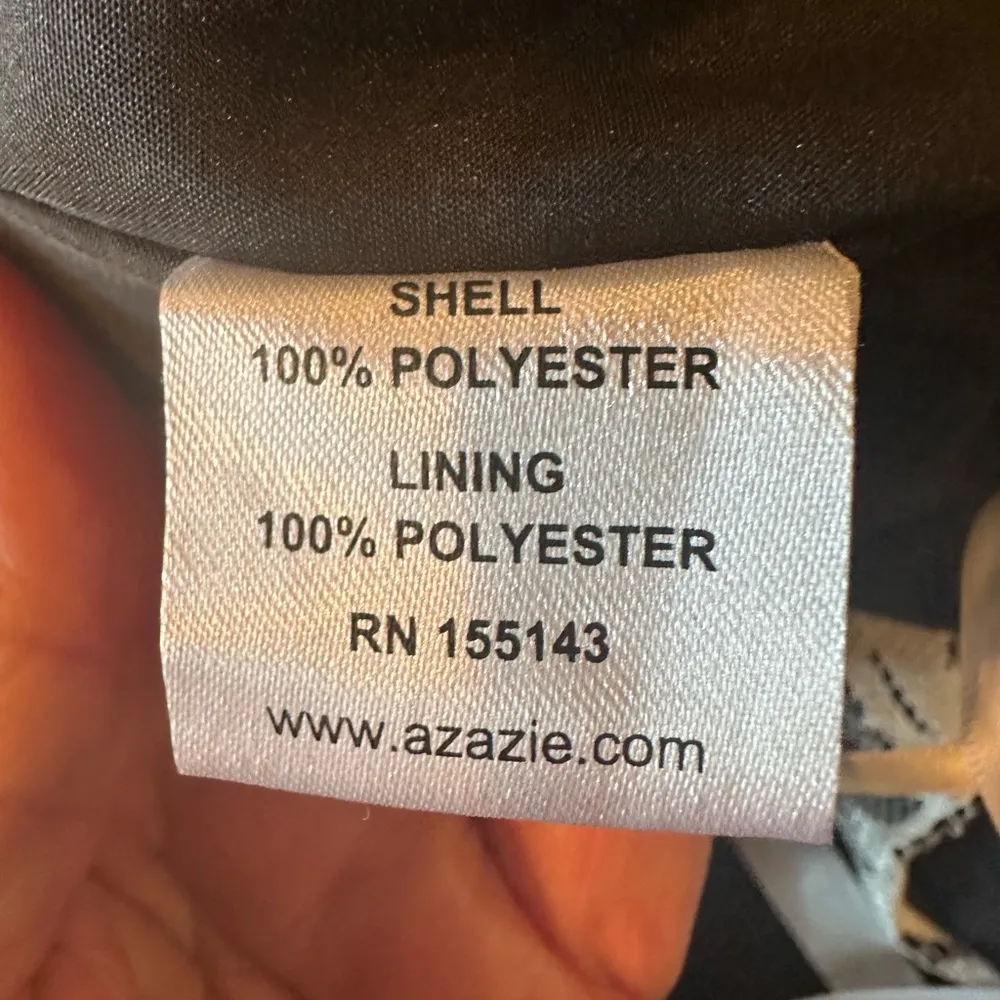 SHELL
100% POLYESTER
LINING
100% POLYESTER
RN 155143
www.azazie.com